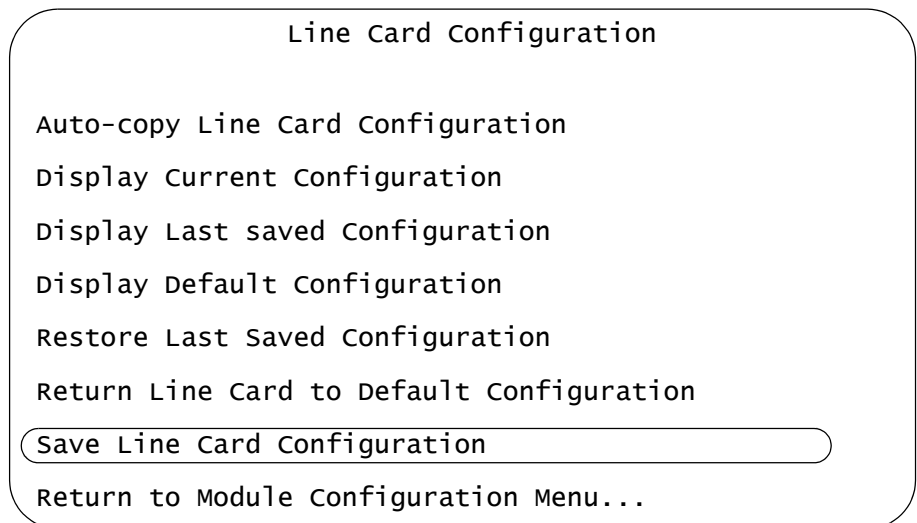 Line Card Configuration
Auto-copy Line Card Configuration
Display Current Configuration
Display Last saved Configuration
Display Default Configuration
Restore Last Saved Configuration
Return Line Card to Default Configuration
Save Line Card Configuration
Return to Module Configuration Menu...